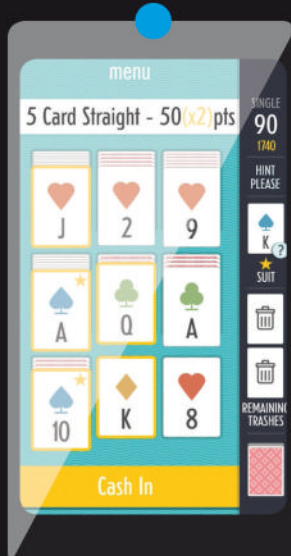 menu
5 Card Straight - 50(x2)pts
SINGLE
90
1740
HINT
PLEASE
J
2
9
K
?
SUIT
A
Q
A
10
K
8
REMAINING
TRASHES
Cash In